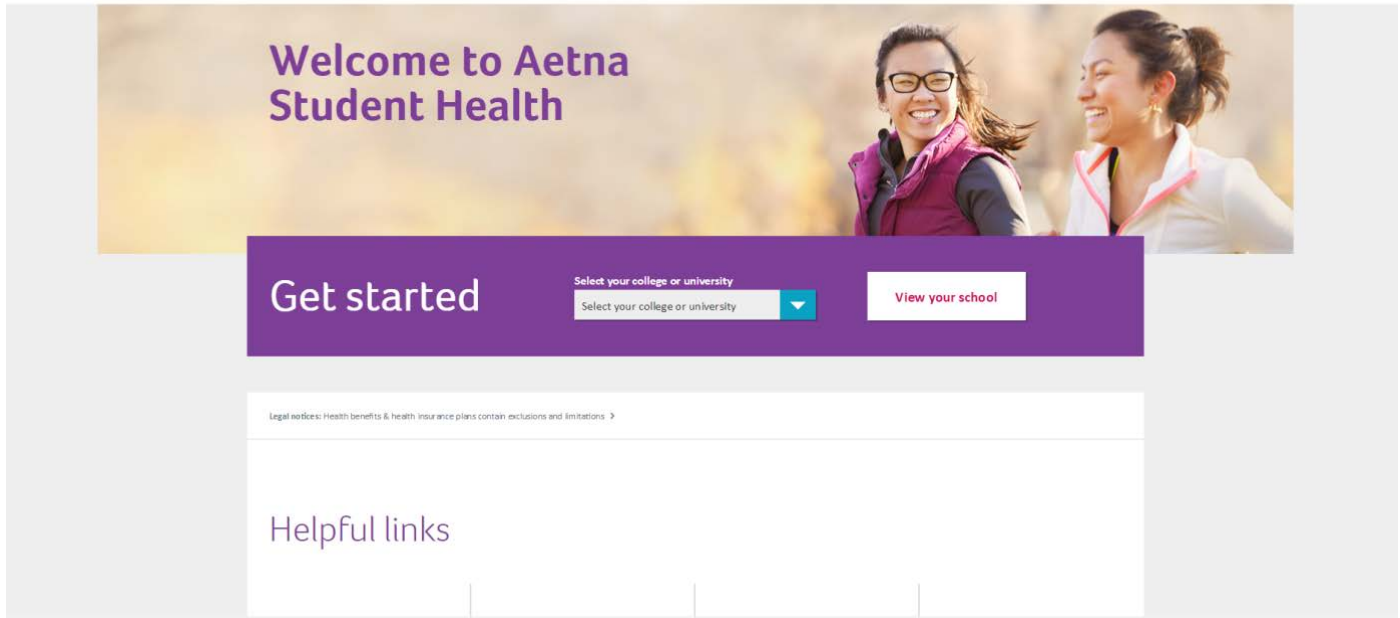 Welcome to Aetna
Student Health
Get started
Select your college or university
Select your college or university
View your school
Legal notices: Health benefits & health insurance plans contain exclusions and limitations >
Helpful links